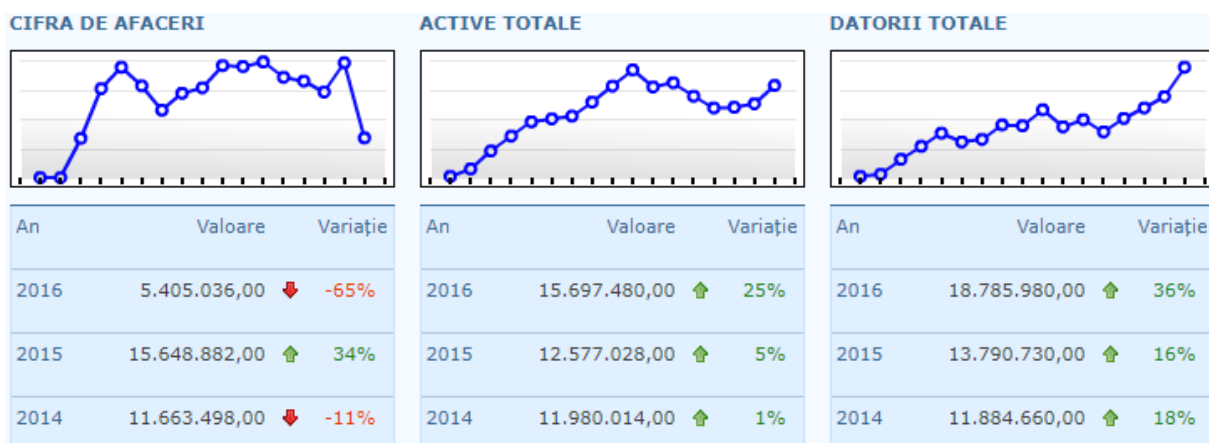 CIFRA DE AFACERI
An Valoare Variație
2016 5.405.036,00 -65%
2015 15.648.882,00 34%
2014 11.663.498,00 -11%
ACTIVE TOTALE
An Valoare Variație
2016 15.697.480,00 25%
2015 12.577.028,00 5%
2014 11.980.014,00 1%
DATORII TOTALE
An Valoare Variație
2016 18.785.980,00 36%
2015 13.790.730,00 16%
2014 11.884.660,00 18%